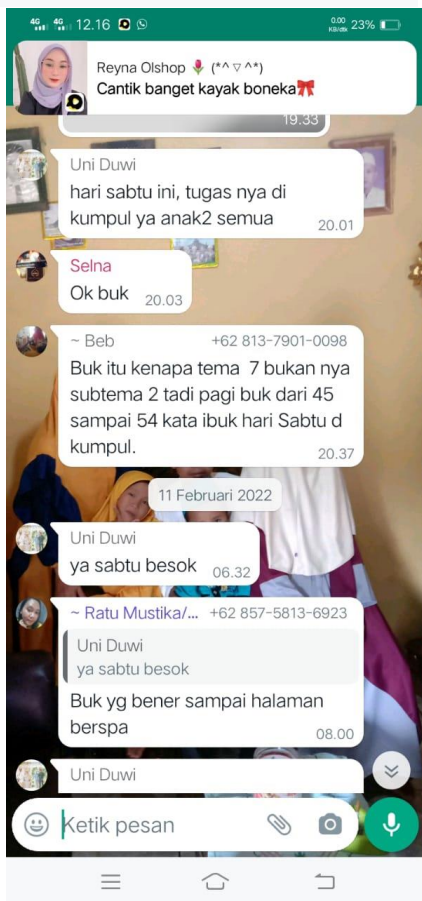 4G 4G 12.16 0.00 KB/dtk 23%
Reyna Olshop 🌷 (*^▽^*)
Cantik banget kayak boneka🎀
19.33
Uni Duwi
hari sabtu ini, tugas nya di
kumpul ya anak2 semua 20.01
Selna
Ok buk 20.03
~ Beb +62 813-7901-0098
Buk itu kenapa tema 7 bukan nya
subtema 2 tadi pagi buk dari 45
sampai 54 kata ibuk hari Sabtu d
kumpul. 20.37
11 Februari 2022
Uni Duwi
ya sabtu besok 06.32
~ Ratu Mustika/... +62 857-5813-6923
Uni Duwi
ya sabtu besok
Buk yg bener sampai halaman
berspa 08.00
Uni Duwi
Ketik pesan